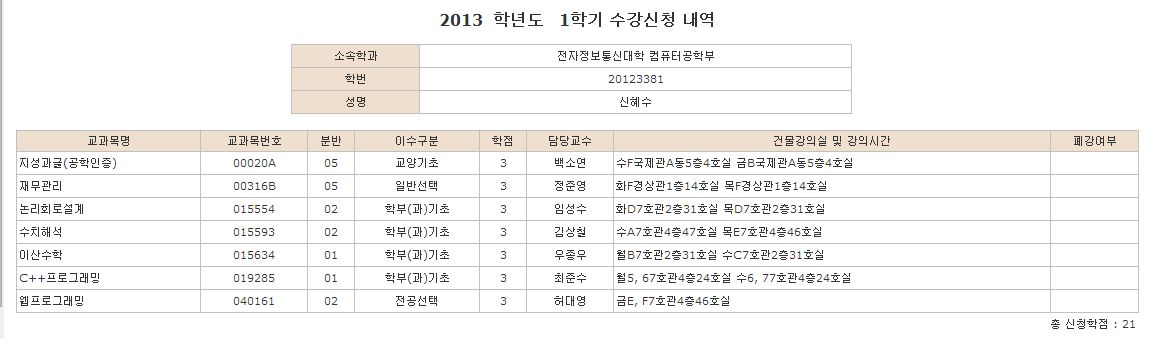 2013 학년도 1학기 수강신청 내역
소속학과 전자정보통신대학 컴퓨터공학부
학번 20123381
성명 신혜수
교과목명 교과목번호 분반 이수구분 학점 담당교수 건물강의실 및 강의시간 폐강여부
지성과글(공학인증) 00020A 05 교양기초 3 백소연 수F국제관A동5층4호실 금B국제관A동5층4호실
재무관리 00316B 05 일반선택 3 정준영 화F경상관1층14호실 목F경상관1층14호실
논리회로설계 015554 02 학부(과)기초 3 임성수 화D7호관2층31호실 목D7호관2층31호실
수치해석 015593 02 학부(과)기초 3 김상철 수A7호관4층47호실 목E7호관4층46호실
이산수학 015634 01 학부(과)기초 3 우종우 월B7호관2층31호실 수C7호관2층31호실
C++프로그래밍 019285 01 학부(과)기초 3 최준수 월5, 67호관4층24호실 수6, 77호관4층24호실
웹프로그래밍 040161 02 전공선택 3 허대영 금E, F7호관4층46호실
총 신청학점 : 21